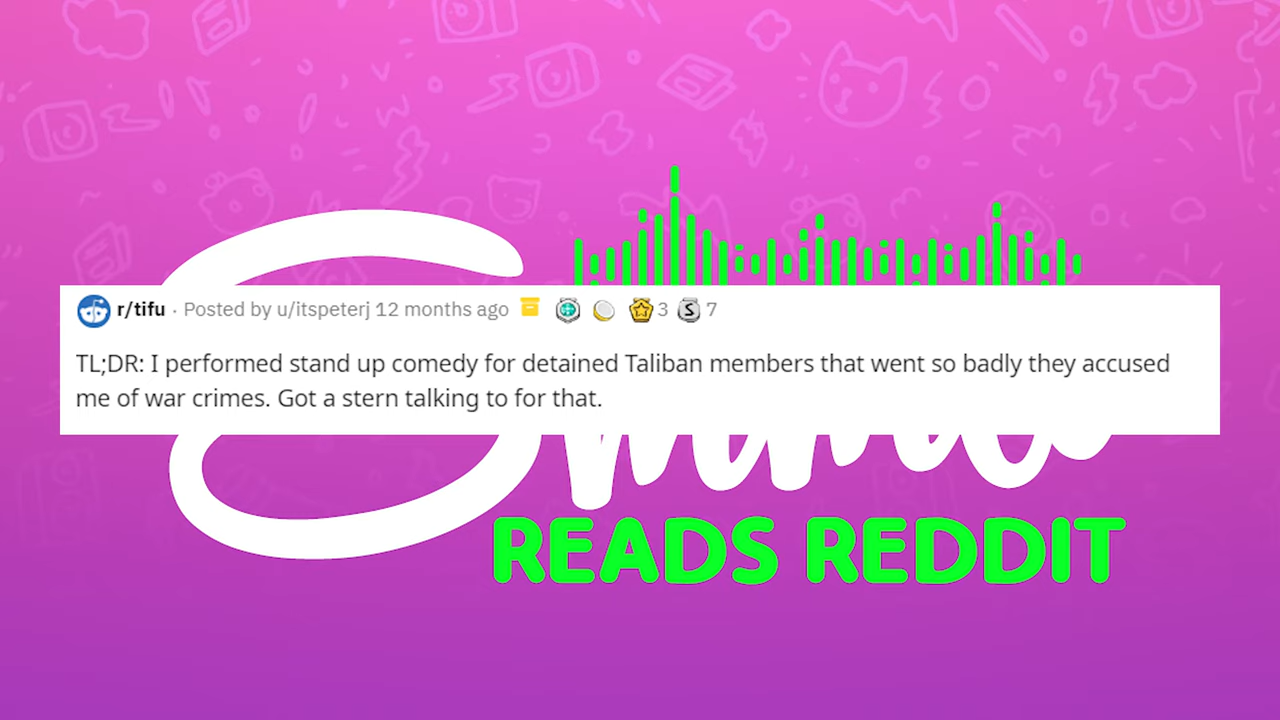 r/tifu · Posted by u/itspeterj 12 months ago 3 S 7
TL;DR: I performed stand up comedy for detained Taliban members that went so badly they accused
me of war crimes. Got a stern talking to for that.
READS REDDIT